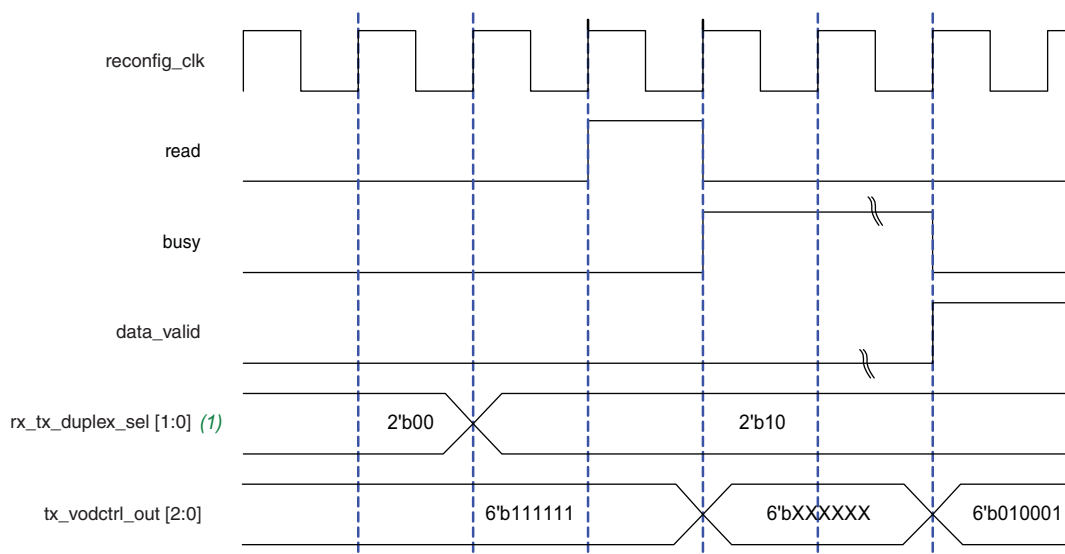 reconfig_clk
read
busy
data_valid
rx_tx_duplex_sel [1:0] (1) 2'b00 2'b10
tx_vodctrl_out [2:0] 6'b111111 6'bXXXXXX 6'b010001